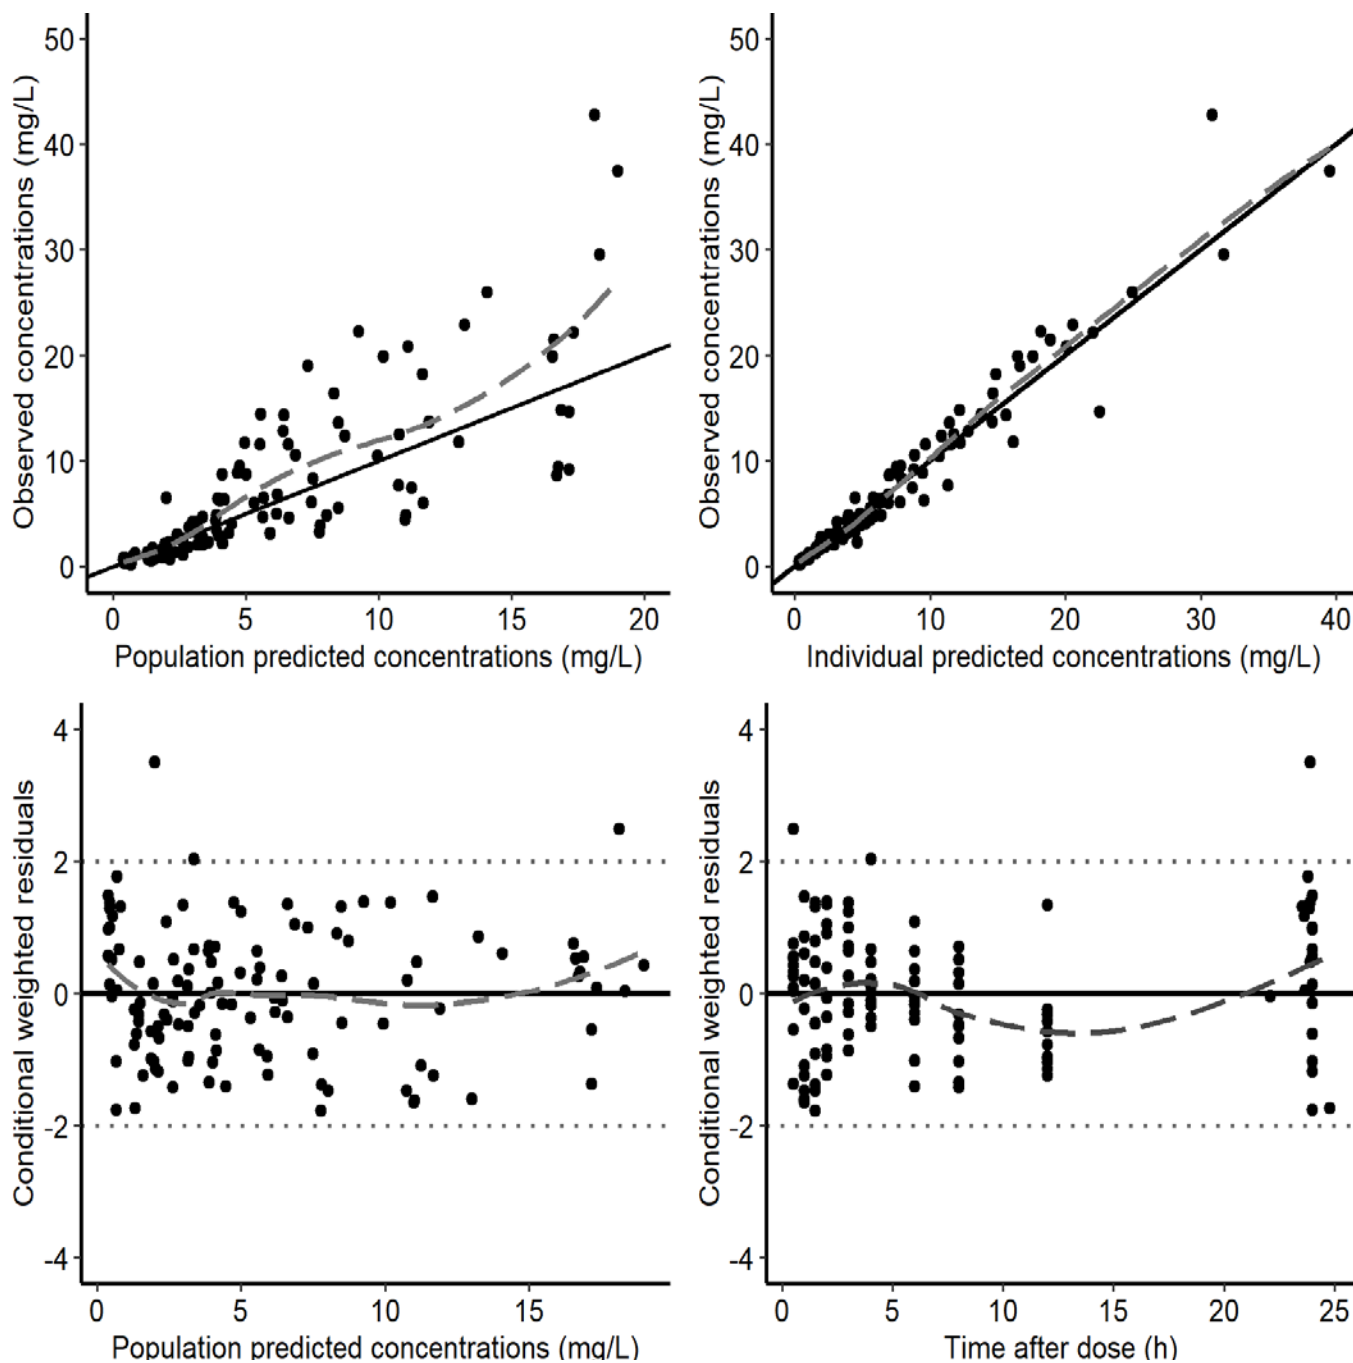 50
40
30
20
10
0
Observed concentrations (mg/L)
0 5 10 15 20
Population predicted concentrations (mg/L)
50
40
30
20
10
0
Observed concentrations (mg/L)
0 10 20 30 40
Individual predicted concentrations (mg/L)
4
2
0
-2
-4
Conditional weighted residuals
0 5 10 15
Population predicted concentrations (mg/L)
4
2
0
-2
-4
Conditional weighted residuals
0 5 10 15 20 25
Time after dose (h)